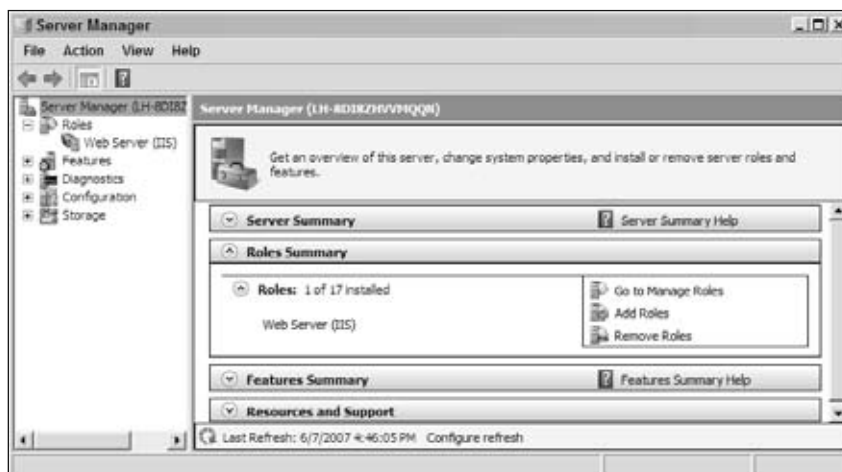 Server Manager
File Action View Help
Server Manager (LH-8DI8Z
Roles
Web Server (IIS)
Features
Diagnostics
Configuration
Storage
Server Manager (LH-8DI8ZHVVMQQN)
Get an overview of this server, change system properties, and install or remove server roles and
features.
Server Summary
Server Summary Help
Roles Summary
Roles: 1 of 17 installed
Web Server (IIS)
Go to Manage Roles
Add Roles
Remove Roles
Features Summary
Features Summary Help
Resources and Support
Last Refresh: 6/7/2007 4:46:05 PM Configure refresh